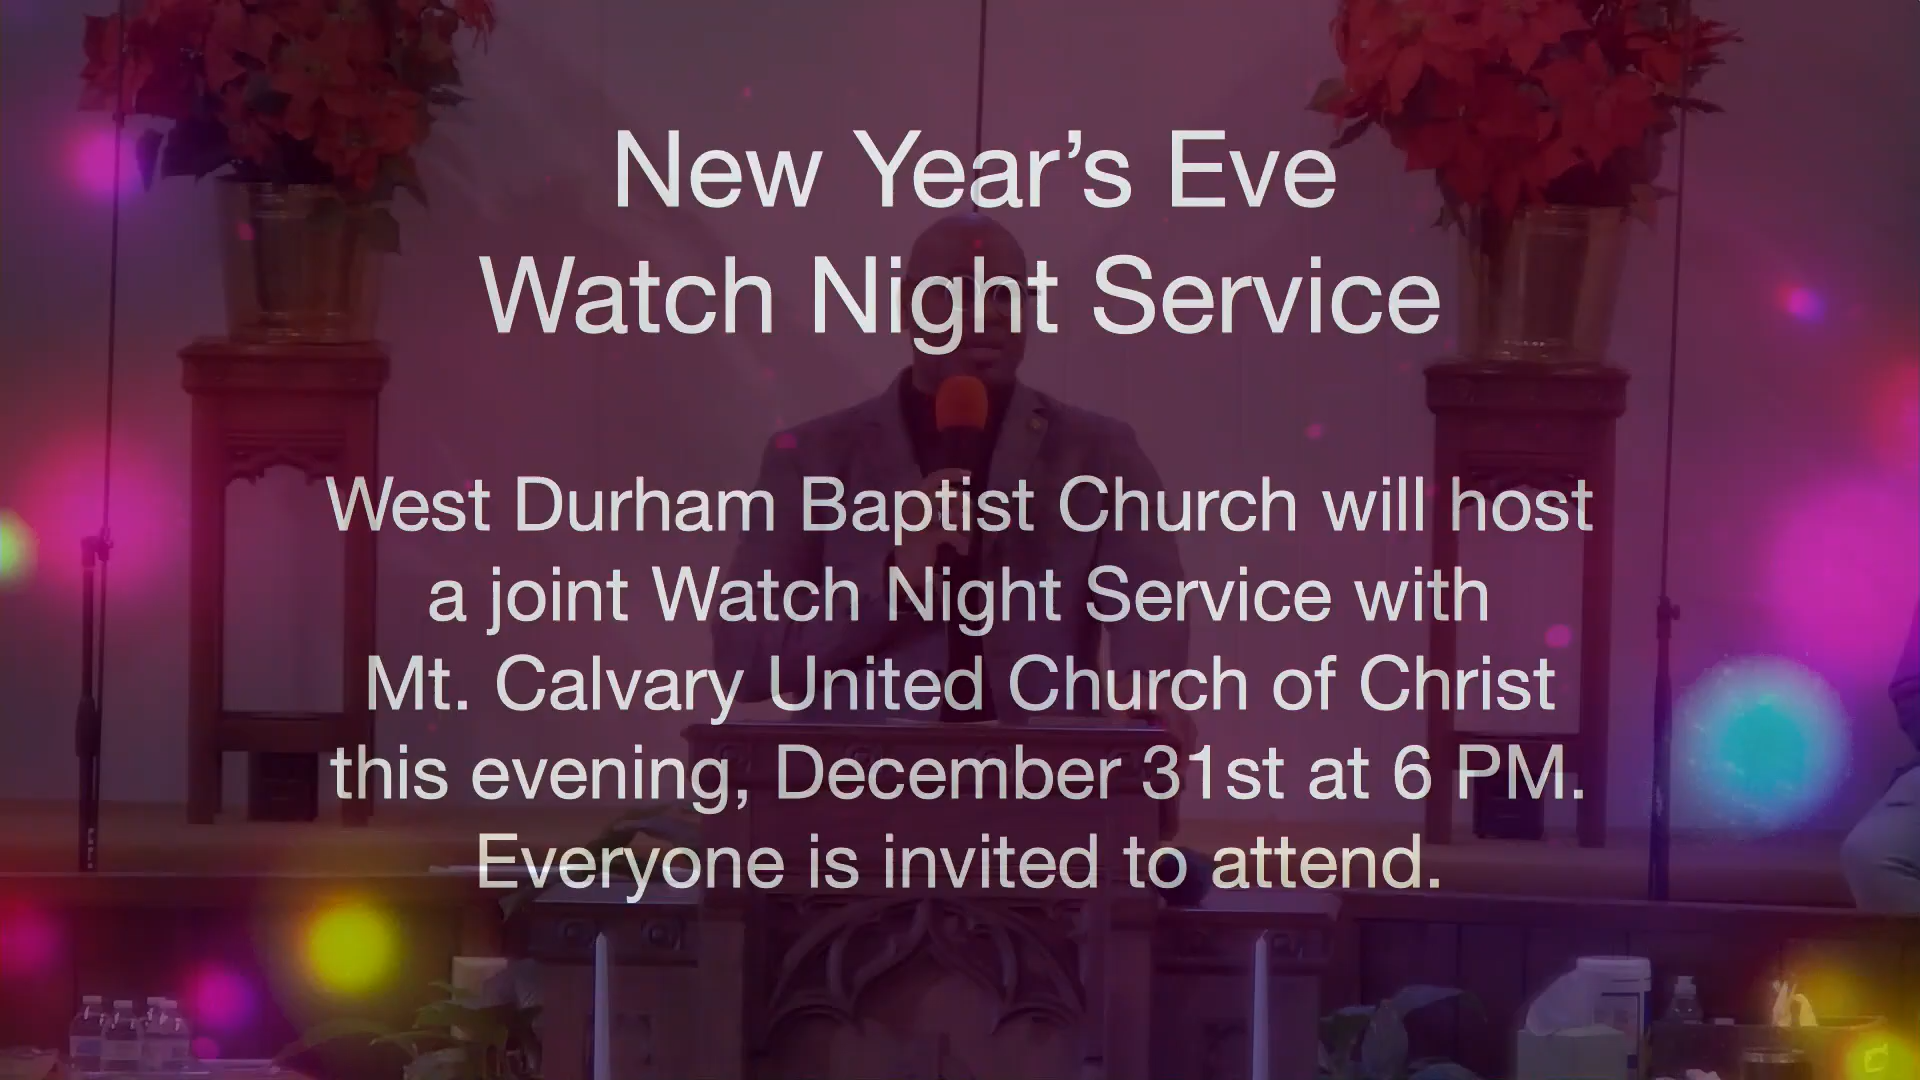 New Year’s Eve
Watch Night Service
West Durham Baptist Church will host
a joint Watch Night Service with
Mt. Calvary United Church of Christ
this evening, December 31st at 6 PM.
Everyone is invited to attend.